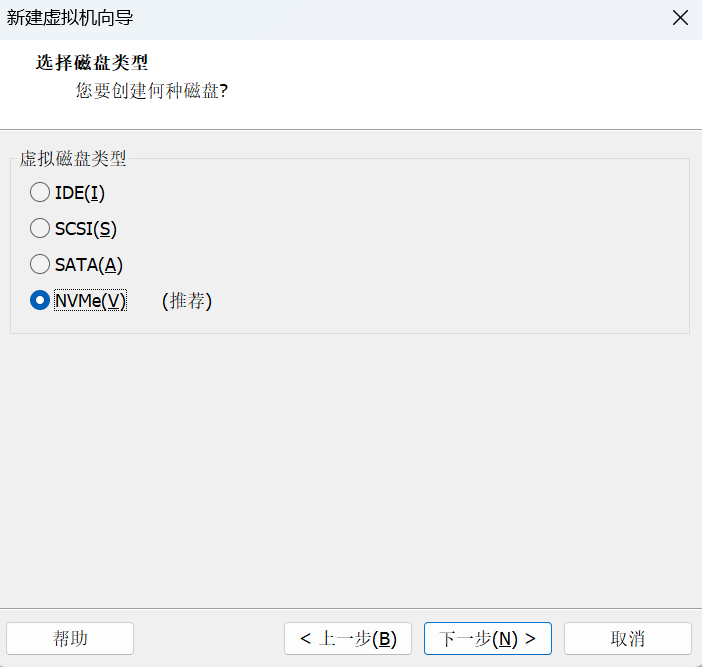 新建虚拟机向导
选择磁盘类型
您要创建何种磁盘?
虚拟磁盘类型
IDE(I)
SCSI(S)
SATA(A)
NVMe(V) (推荐)
帮助 < 上一步(B) 下一步(N) > 取消